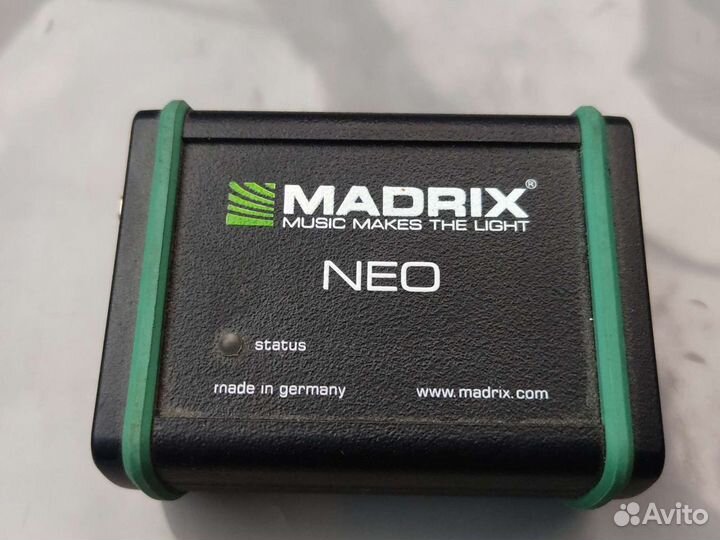 MADRIX®
MUSIC MAKES THE LIGHT
NEO
status
made in germany
www.madrix.com
Avito